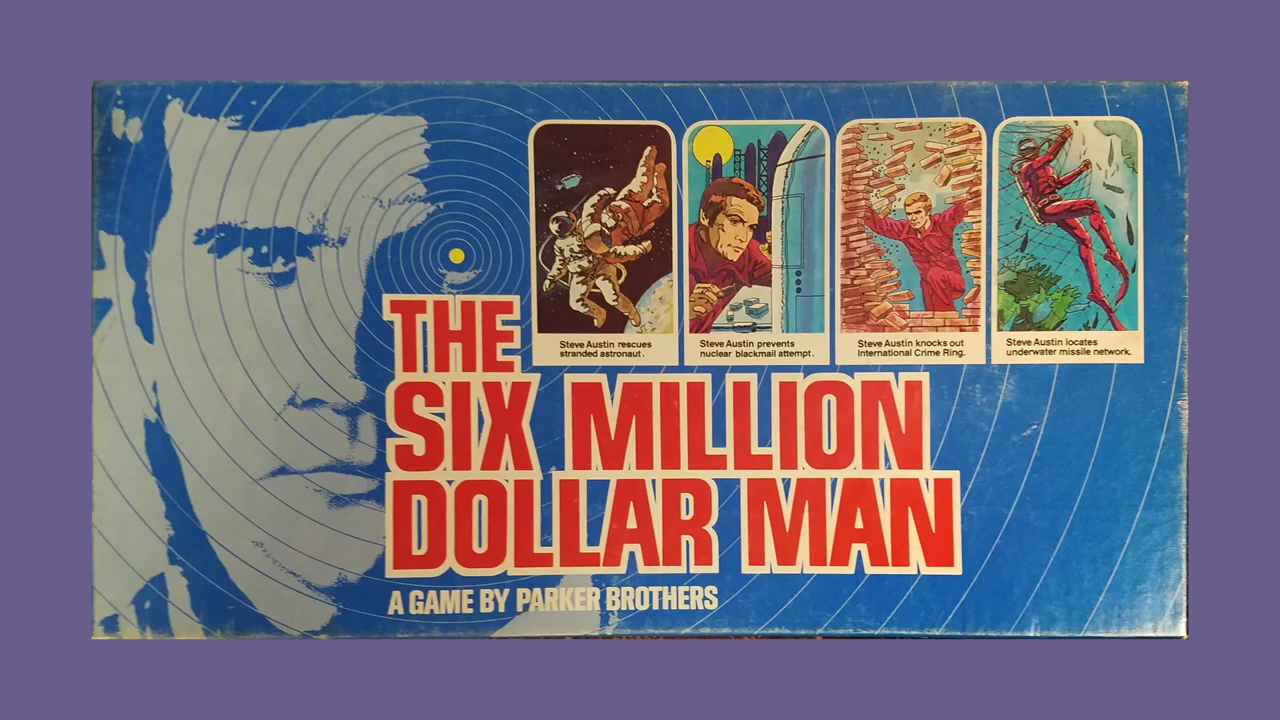 Steve Austin rescues
stranded astronaut.
Steve Austin prevents
nuclear blackmail attempt.
Steve Austin knocks out
International Crime Ring.
Steve Austin locates
underwater missile network.
THE
SIX MILLION
DOLLAR MAN
A GAME BY PARKER BROTHERS